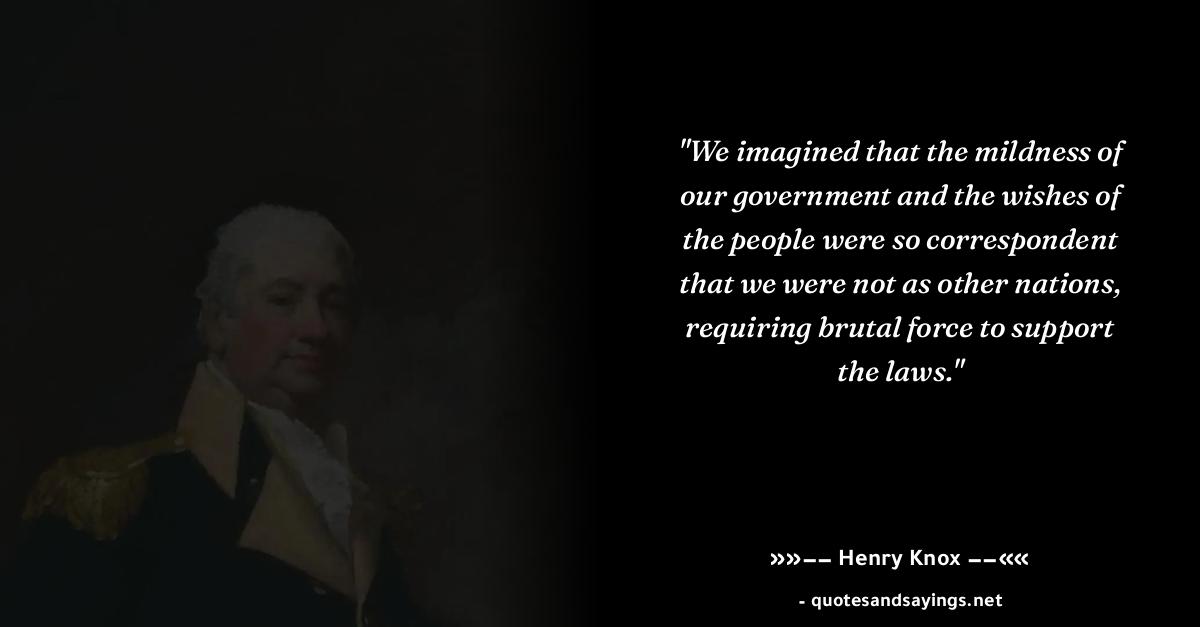 "We imagined that the mildness of
our government and the wishes of
the people were so correspondent
that we were not as other nations,
requiring brutal force to support
the laws."
»»−− Henry Knox −−««
- quotesandsayings.net